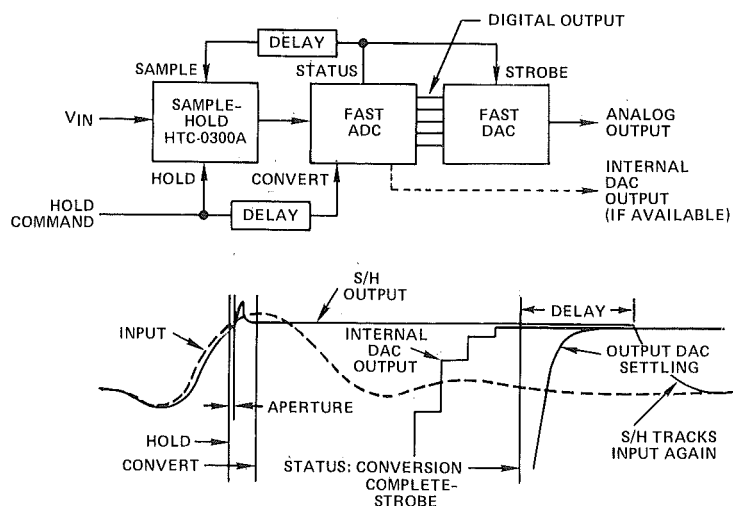 DIGITAL OUTPUT
DELAY
SAMPLE
STATUS
STROBE
VIN
SAMPLE-
HOLD
HTC-0300A
FAST
ADC
FAST
DAC
ANALOG
OUTPUT
HOLD
CONVERT
INTERNAL
DAC
OUTPUT
(IF AVAILABLE)
HOLD
COMMAND
DELAY
S/H
OUTPUT
DELAY
INPUT
INTERNAL
DAC
OUTPUT
OUTPUT DAC
SETTLING
APERTURE
HOLD
S/H TRACKS
INPUT AGAIN
CONVERT
STATUS: CONVERSION
COMPLETE-
STROBE